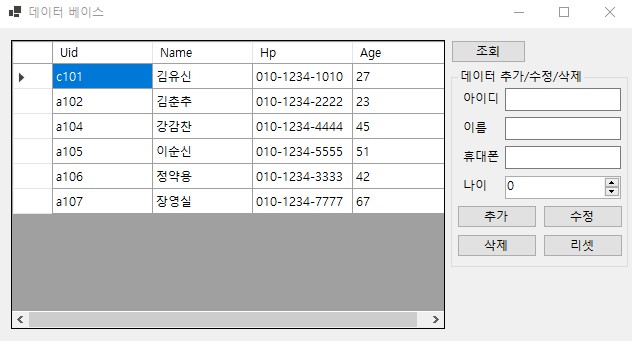 데이터 베이스
Uid Name Hp Age
c101 김유신 010-1234-1010 27
a102 김춘추 010-1234-2222 23
a104 강감찬 010-1234-4444 45
a105 이순신 010-1234-5555 51
a106 정약용 010-1234-3333 42
a107 장영실 010-1234-7777 67
조회
데이터 추가/수정/삭제
아이디
이름
휴대폰
나이 0
추가 수정
삭제 리셋